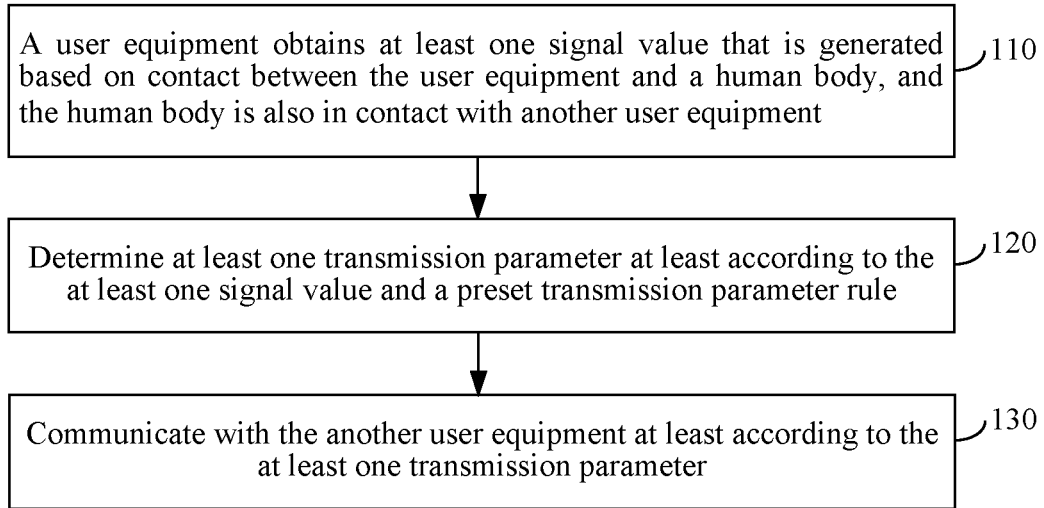 A user equipment obtains at least one signal value that is generated
based on contact between the user equipment and a human body, and
the human body is also in contact with another user equipment
110
Determine at least one transmission parameter at least according to the
at least one signal value and a preset transmission parameter rule
120
Communicate with the another user equipment at least according to the
at least one transmission parameter
130